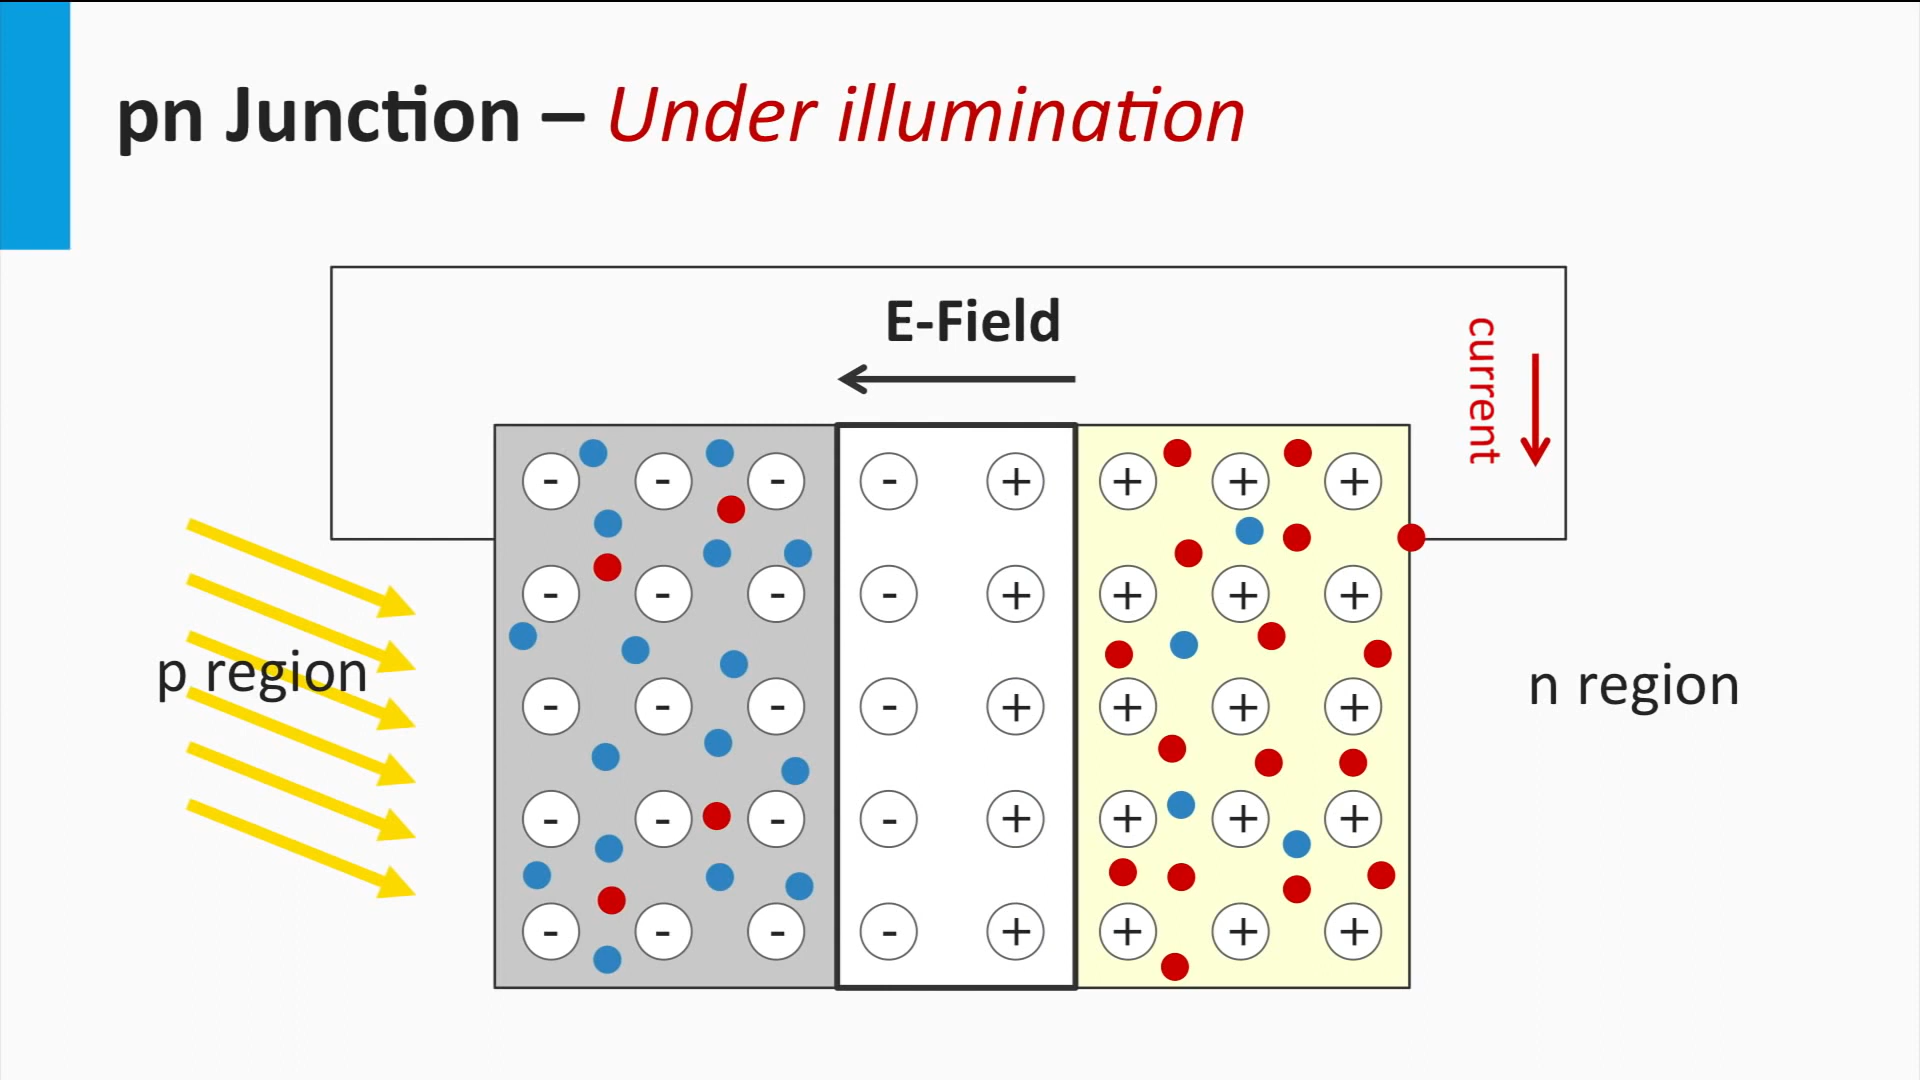 pn Junction – Under illumination
E-Field
current
p region
n region
- - - - + + + +
- - - - + + + +
- - - - + + + +
- - - - + + + +
- - - - + + + +